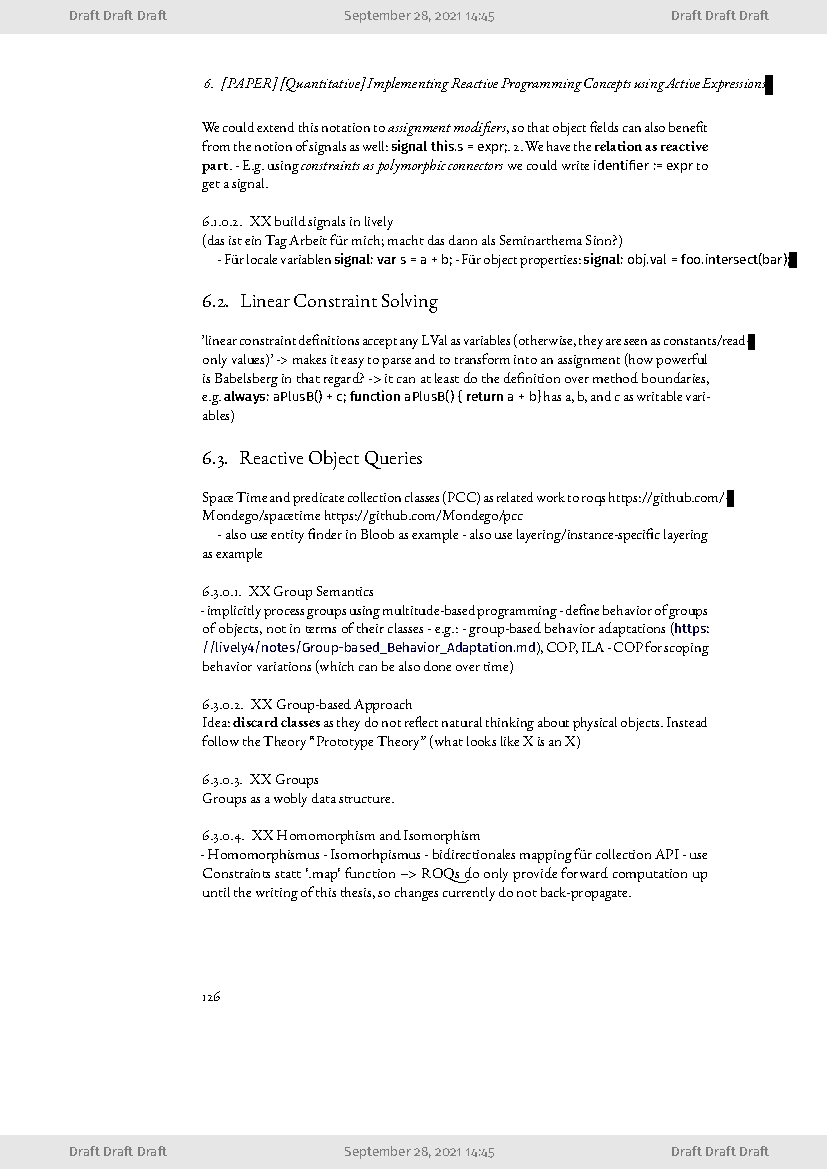 Draft Draft Draft September 28, 2021 14:45 Draft Draft Draft
6. [PAPER] [Quantitative] Implementing Reactive Programming Concepts using Active Expressions
We could extend this notation to assignment modifiers, so that object fields can also benefit
from the notion of signals as well: signal this.s = expr;. 2. We have the relation as reactive
part. - E.g. using constraints as polymorphic connectors we could write identifier := expr to
get a signal.
6.1.0.2. XX build signals in lively
(das ist ein Tag Arbeit für mich; macht das dann als Seminarthema Sinn?)
- Für locale variablen signal: var s = a + b; - Für object properties: signal: obj.val = foo.intersect(bar);
6.2. Linear Constraint Solving
'linear constraint definitions accept any LVal as variables (otherwise, they are seen as constants/read-
only values)' -> makes it easy to parse and to transform into an assignment (how powerful
is Babelsberg in that regard? -> it can at least do the definition over method boundaries,
e.g. always: aPlusB() + c; function aPlusB() { return a + b} has a, b, and c as writable vari-
ables)
6.3. Reactive Object Queries
Space Time and predicate collection classes (PCC) as related work to roqs https://github.com/-
Mondego/spacetime https://github.com/Mondego/pcc
- also use entity finder in Bloob as example - also use layering/instance-specific layering
as example
6.3.0.1. XX Group Semantics
- implicitly process groups using multitude-based programming - define behavior of groups
of objects, not in terms of their classes - e.g.: - group-based behavior adaptations (https:
//lively4/notes/Group-based_Behavior_Adaptation.md), COP, ILA - COP for scoping
behavior variations (which can be also done over time)
6.3.0.2. XX Group-based Approach
Idea: discard classes as they do not reflect natural thinking about physical objects. Instead
follow the Theory “Prototype Theory” (what looks like X is an X)
6.3.0.3. XX Groups
Groups as a wobly data structure.
6.3.0.4. XX Homomorphism and Isomorphism
- Homomorphismus - Isomorhpismus - bidirectionales mapping für collection API - use
Constraints statt '.map' function –> ROQs do only provide forward computation up
until the writing of this thesis, so changes currently do not back-propagate.
126
Draft Draft Draft September 28, 2021 14:45 Draft Draft Draft